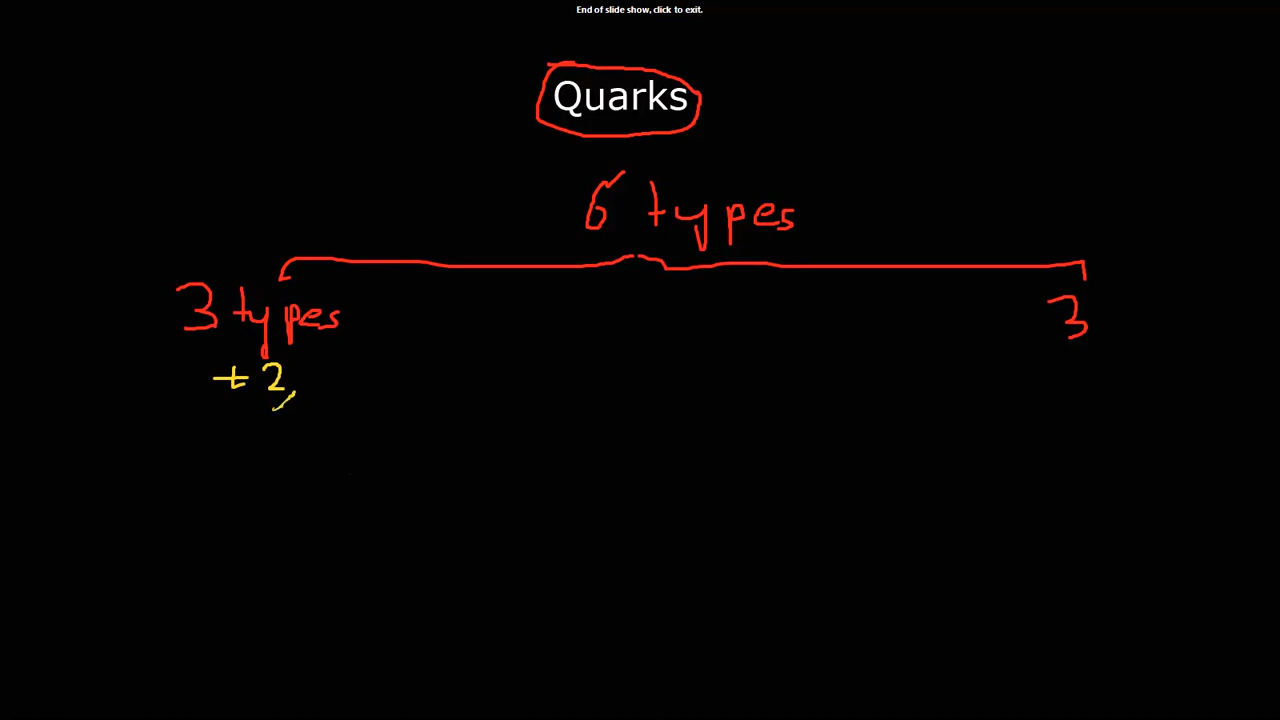 End of slide show, click to exit.
Quarks
6 types
3 types
3
+ 2